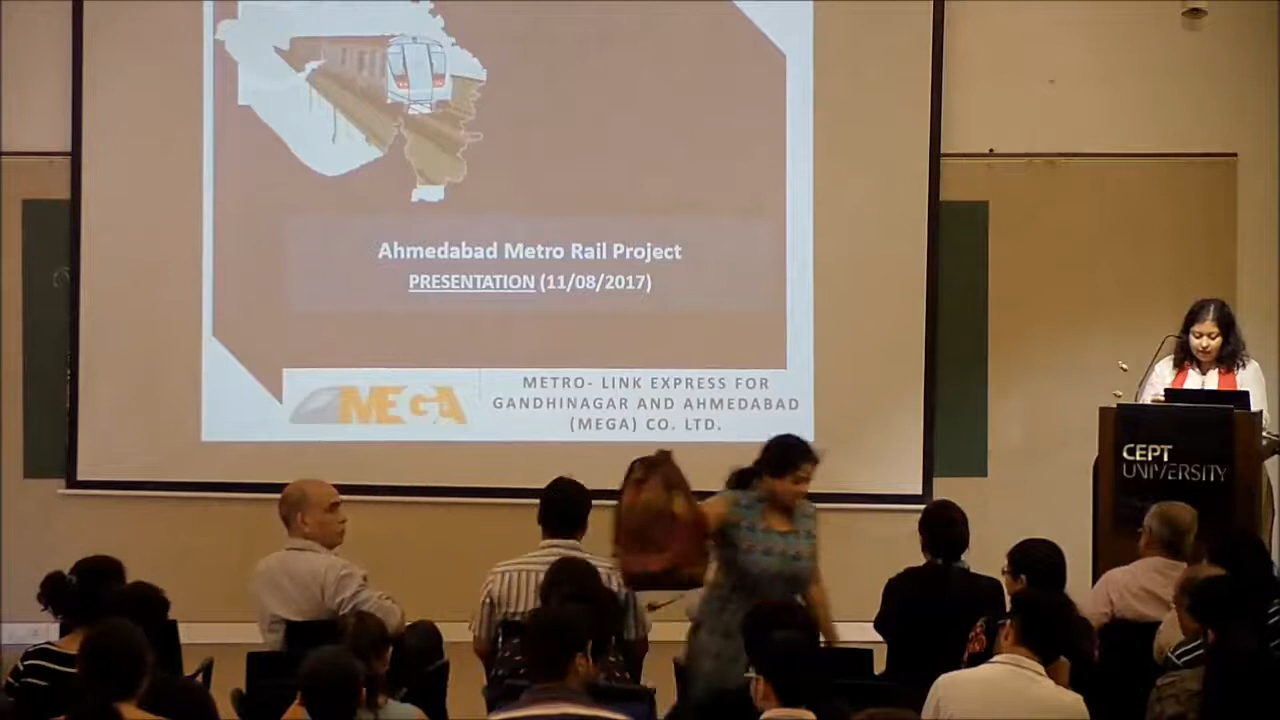 Ahmedabad Metro Rail Project
PRESENTATION (11/08/2017)
MEGA
METRO- LINK EXPRESS FOR
GANDHINAGAR AND AHMEDABAD
(MEGA) CO. LTD.
CEPT
UNIVERSITY